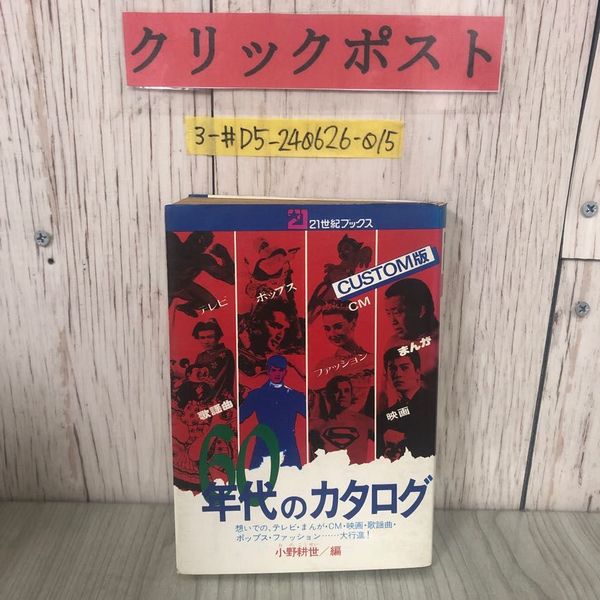 クリックポスト
3-#D5-240626-015
21世紀ブックス
CUSTOM版
テレビ
ポップス
CM
ファッション
まんが
歌謡曲
映画
60
年代のカタログ
想いでの、テレビ・まんが・CM・映画・歌謡曲・
ポップス・ファッション……大行進!
小野耕世/編